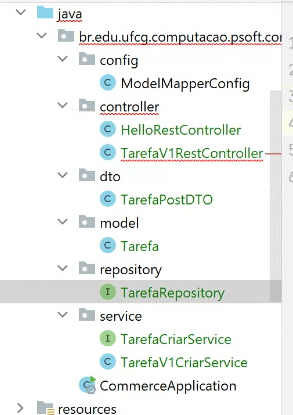 java
br.edu.ufcg.computacao.psoft.com
config
ModelMapperConfig
controller
HelloRestController
TarefaV1RestController
dto
TarefaPostDTO
model
Tarefa
repository
TarefaRepository
service
TarefaCriarService
TarefaV1CriarService
CommerceApplication
resources